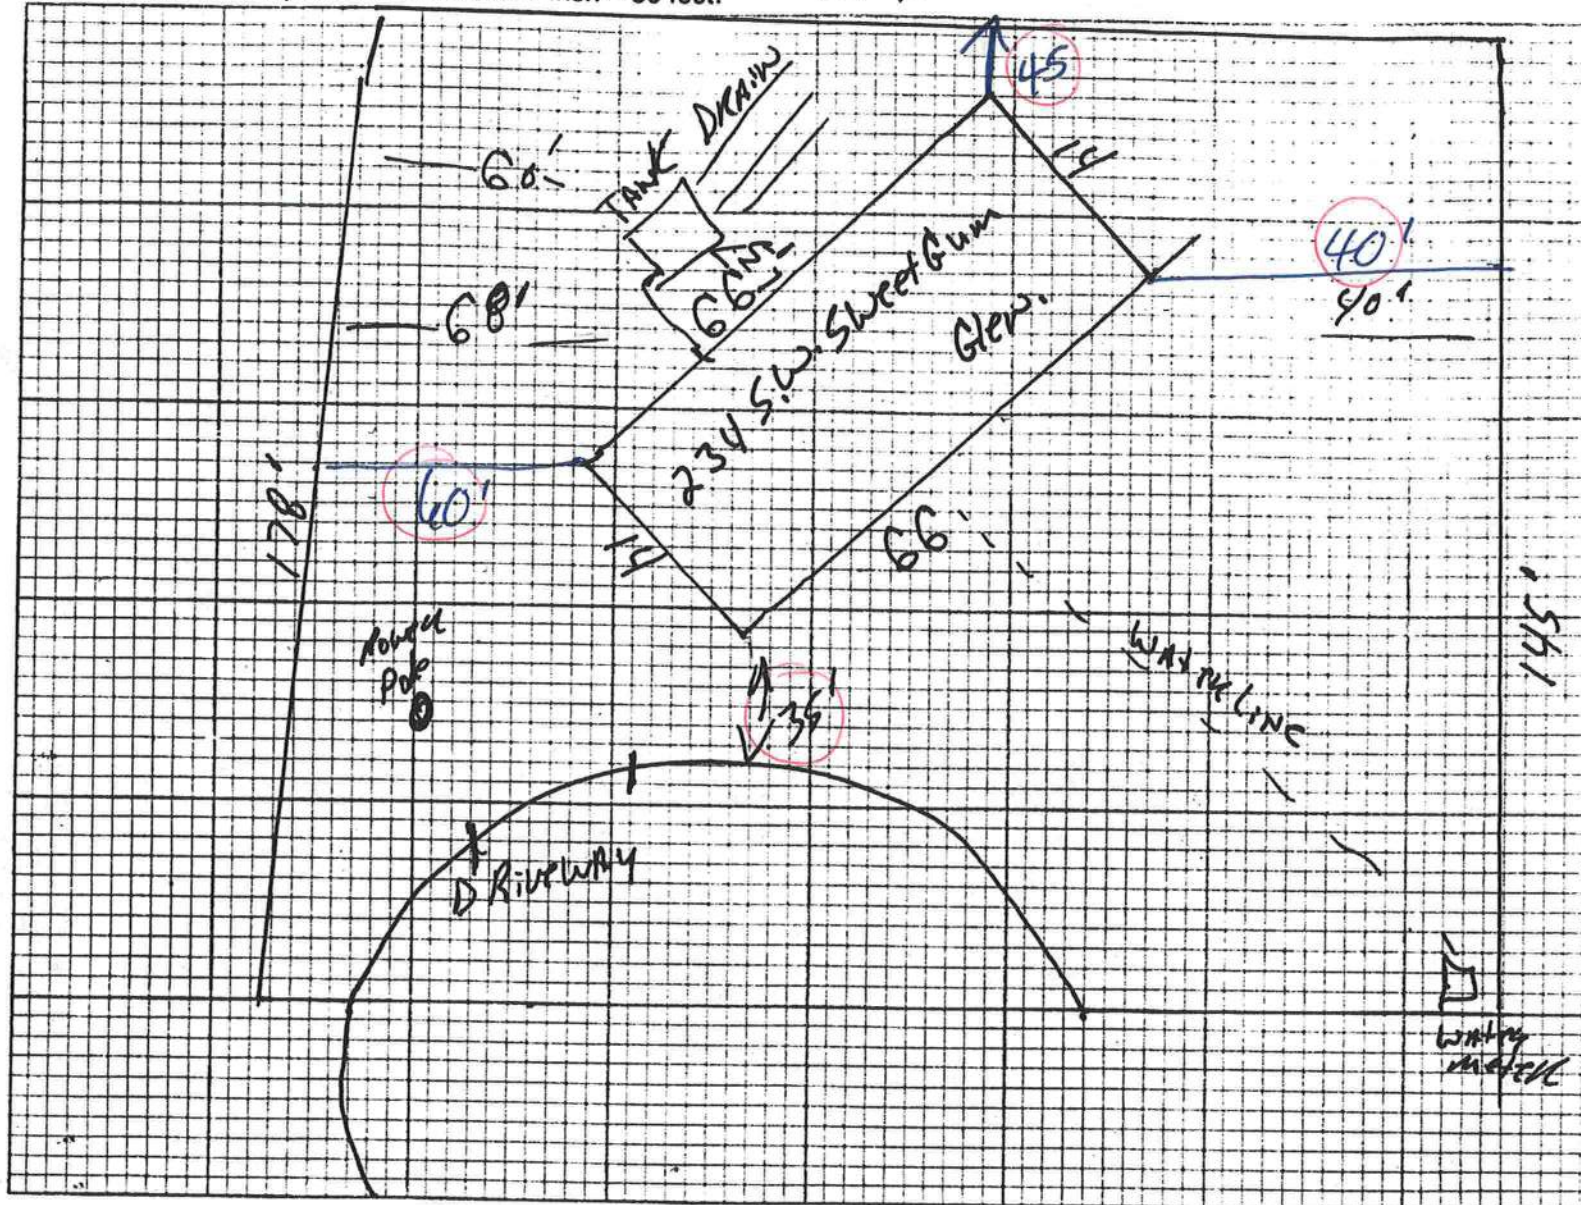 45
TANK DRAIN
14
60'
40'
40'
66
68'
234 S.W. Sweet Gum
Glen.
60'
178'
14
66'
145'
Power
Pole
35'
WATER LINE
DRiveWAY
Water
meter